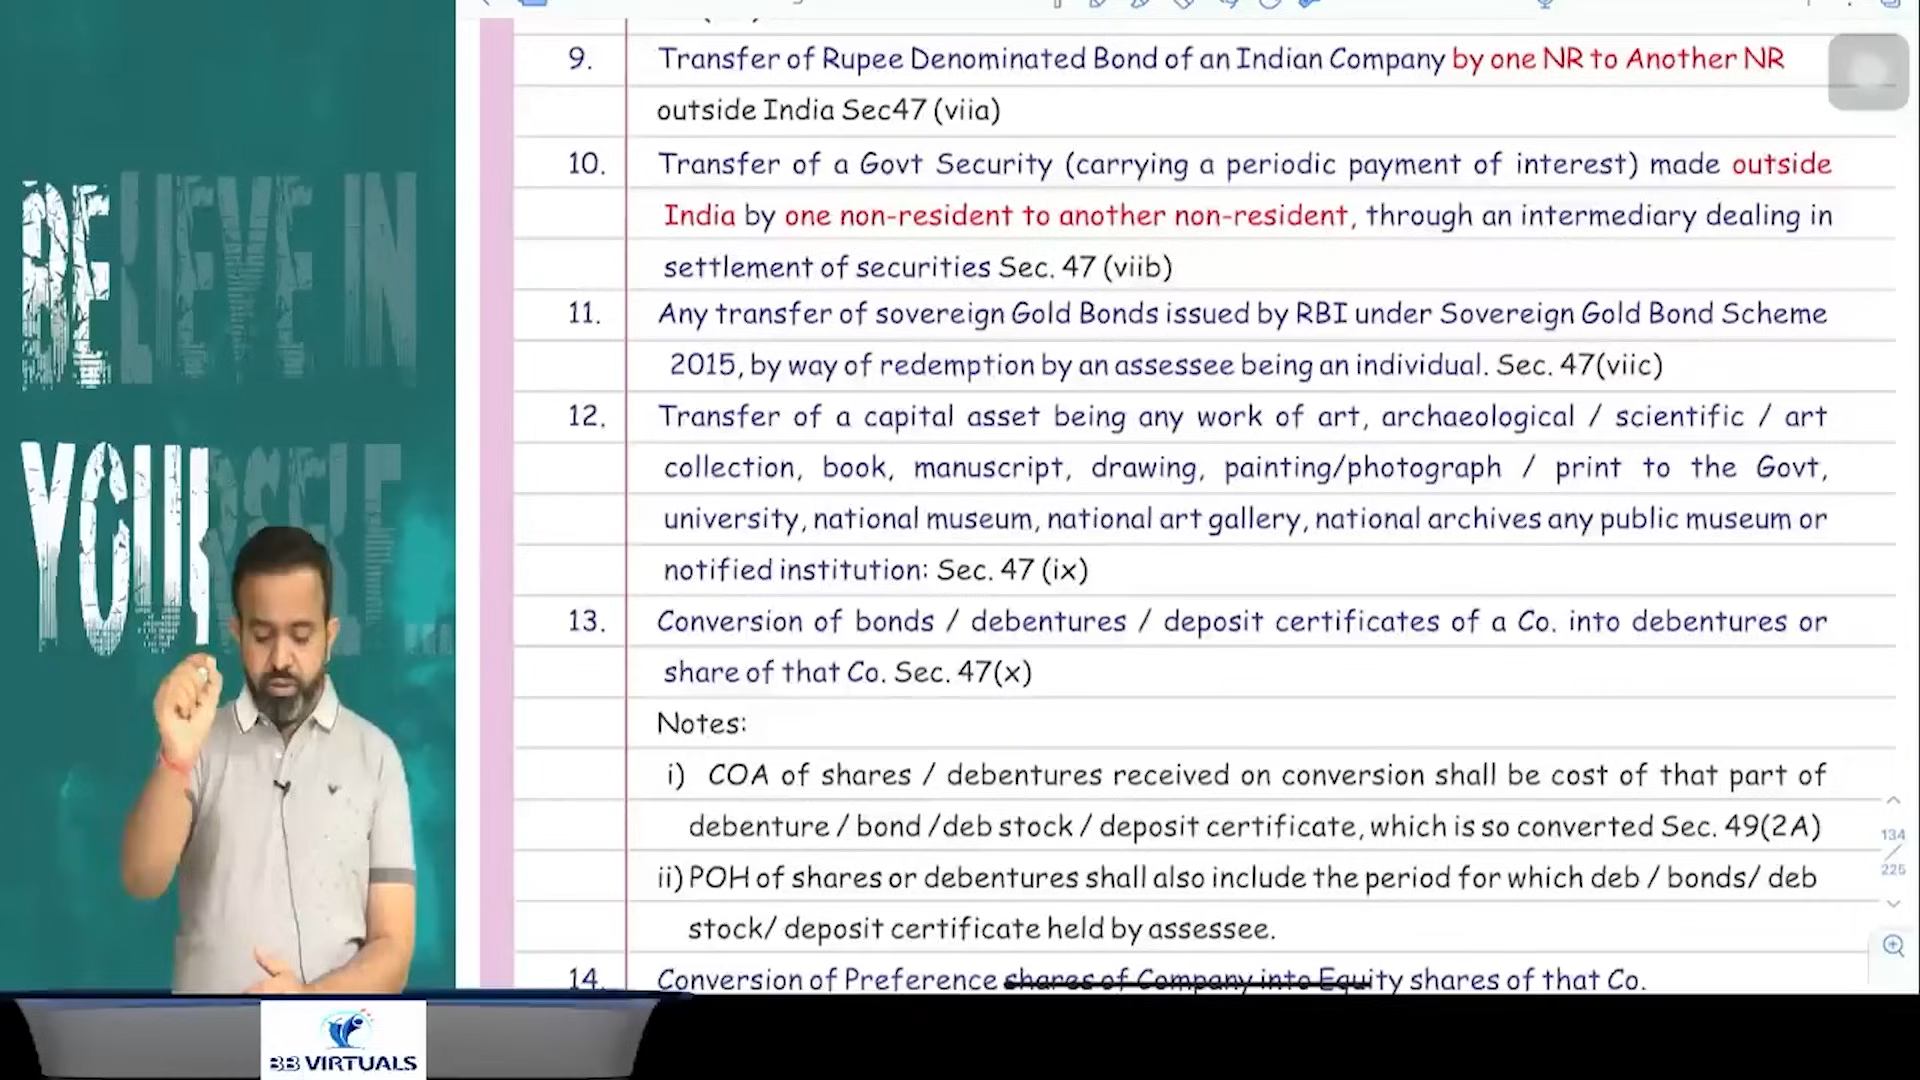 BELIEVE IN
9. Transfer of Rupee Denominated Bond of an Indian Company by one NR to Another NR
outside India Sec47 (viia)
10. Transfer of a Govt Security (carrying a periodic payment of interest) made outside
India by one non-resident to another non-resident, through an intermediary dealing in
settlement of securities Sec. 47 (viib)
11. Any transfer of sovereign Gold Bonds issued by RBI under Sovereign Gold Bond Scheme
2015, by way of redemption by an assessee being an individual. Sec. 47(viic)
12. Transfer of a capital asset being any work of art, archaeological / scientific / art
collection, book, manuscript, drawing, painting/photograph / print to the Govt,
university, national museum, national art gallery, national archives any public museum or
notified institution: Sec. 47 (ix)
13. Conversion of bonds / debentures / deposit certificates of a Co. into debentures or
share of that Co. Sec. 47(x)
Notes:
i) COA of shares / debentures received on conversion shall be cost of that part of
debenture / bond /deb stock / deposit certificate, which is so converted Sec. 49(2A)
ii) POH of shares or debentures shall also include the period for which deb / bonds/ deb
stock/ deposit certificate held by assessee.
14. Conversion of Preference shares of Company into Equity shares of that Co.
134
/
225
BB VIRTUALS